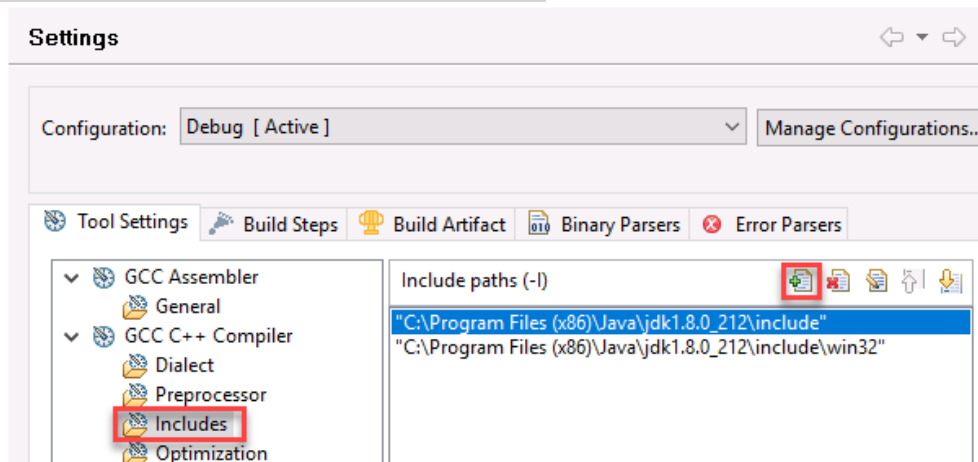 Settings
Configuration: Debug [ Active ] Manage Configurations..
Tool Settings Build Steps Build Artifact Binary Parsers Error Parsers
GCC Assembler
General
GCC C++ Compiler
Dialect
Preprocessor
Includes
Optimization
Include paths (-I)
"C:\Program Files (x86)\Java\jdk1.8.0_212\include"
"C:\Program Files (x86)\Java\jdk1.8.0_212\include\win32"